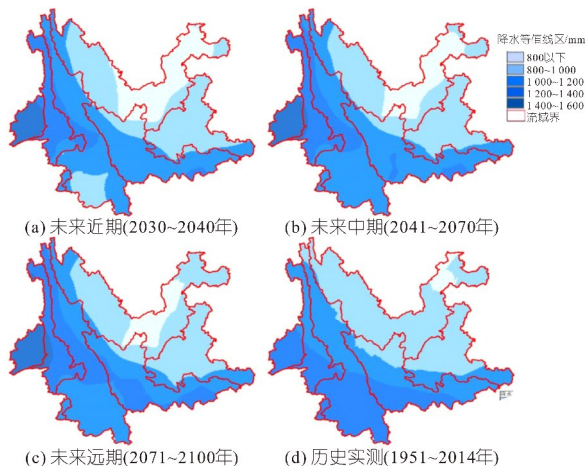 降水等值线区/mm
800以下
800~1 000
1 000~1 200
1 200~1 400
1 400~1 600
流域界
(a) 未来近期(2030~2040年)
(b) 未来中期(2041~2070年)
(c) 未来远期(2071~2100年)
(d) 历史实测(1951~2014年)